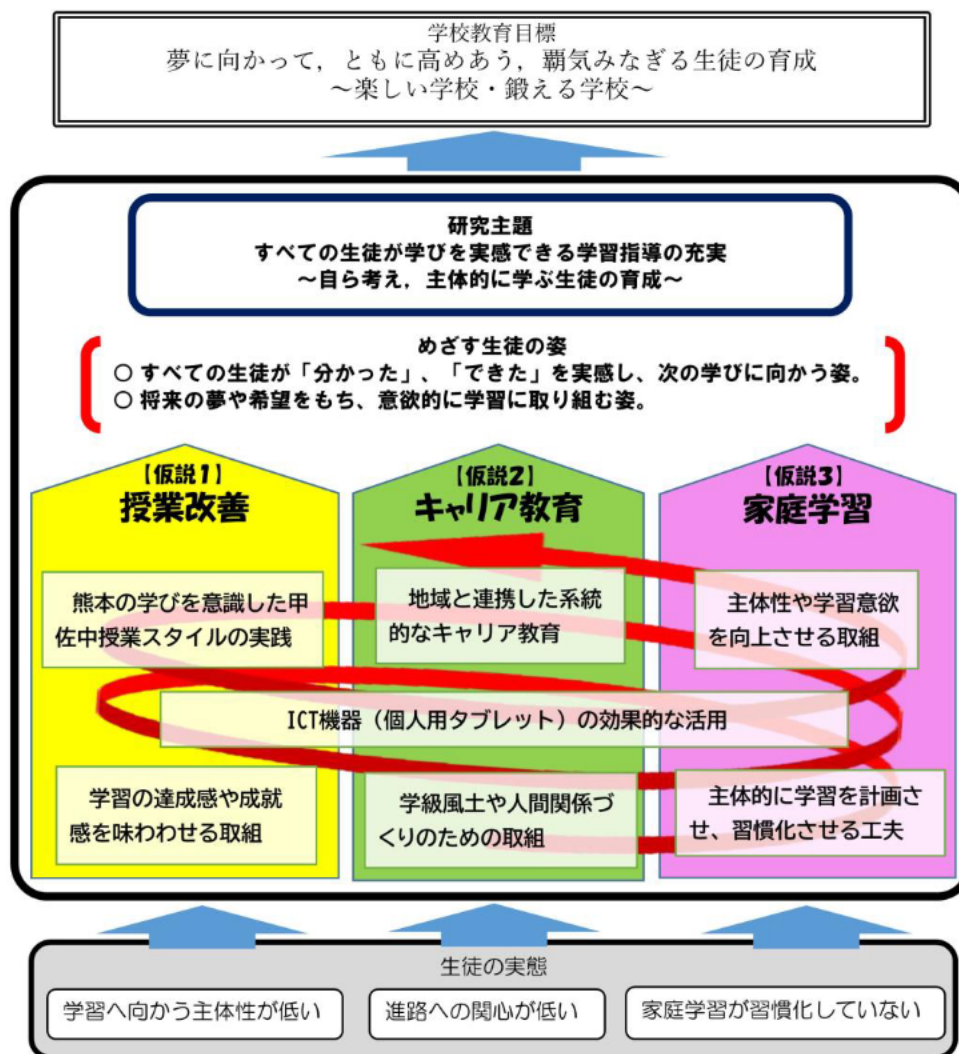 学校教育目標
夢に向かって，ともに高めあう，覇気みなぎる生徒の育成
～楽しい学校・鍛える学校～
研究主題
すべての生徒が学びを実感できる学習指導の充実
～自ら考え，主体的に学ぶ生徒の育成～
めざす生徒の姿
○ すべての生徒が「分かった」、「できた」を実感し、次の学びに向かう姿。
○ 将来の夢や希望をもち、意欲的に学習に取り組む姿。
【仮説1】
授業改善
熊本の学びを意識した甲
佐中授業スタイルの実践
【仮説2】
キャリア教育
地域と連携した系統
的なキャリア教育
【仮説3】
家庭学習
主体性や学習意欲
を向上させる取組
ICT機器（個人用タブレット）の効果的な活用
学習の達成感や成就
感を味わわせる取組
学級風土や人間関係づ
くりのための取組
主体的に学習を計画さ
せ、習慣化させる工夫
生徒の実態
学習へ向かう主体性が低い
進路への関心が低い
家庭学習が習慣化していない